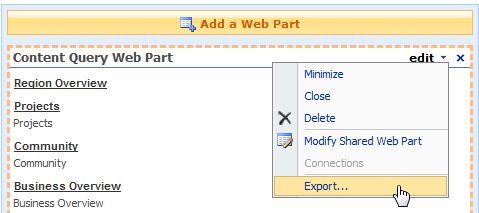 Add a Web Part
Content Query Web Part
edit
Region Overview
Projects
Projects
Community
Community
Business Overview
Business Overview
Minimize
Close
Delete
Modify Shared Web Part
Connections
Export...